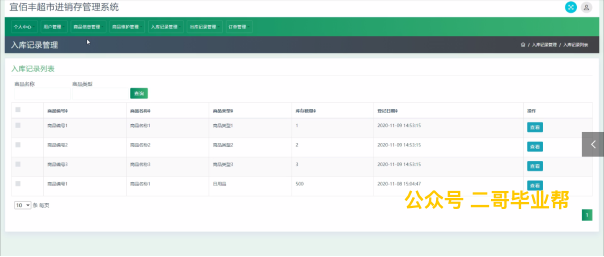 宜佰丰超市进销存管理系统
个人中心 用户管理 商品信息管理 商品维护管理 入库记录管理 出库记录管理 订单管理
入库记录管理
/ 入库记录管理 / 入库记录列表
入库记录列表
商品名称 商品类型
查询
商品编号 商品名称 商品类型 库存数量 登记日期 操作
商品编号1 商品名称1 商品类型1 1 2020-11-09 14:53:15 查看
商品编号2 商品名称2 商品类型2 2 2020-11-09 14:53:15 查看
商品编号3 商品名称3 商品类型3 3 2020-11-09 14:53:15 查看
商品编号1 商品名称1 日用品 500 2020-11-09 15:04:47 查看
10 条 每页
公众号 二哥毕业帮
1